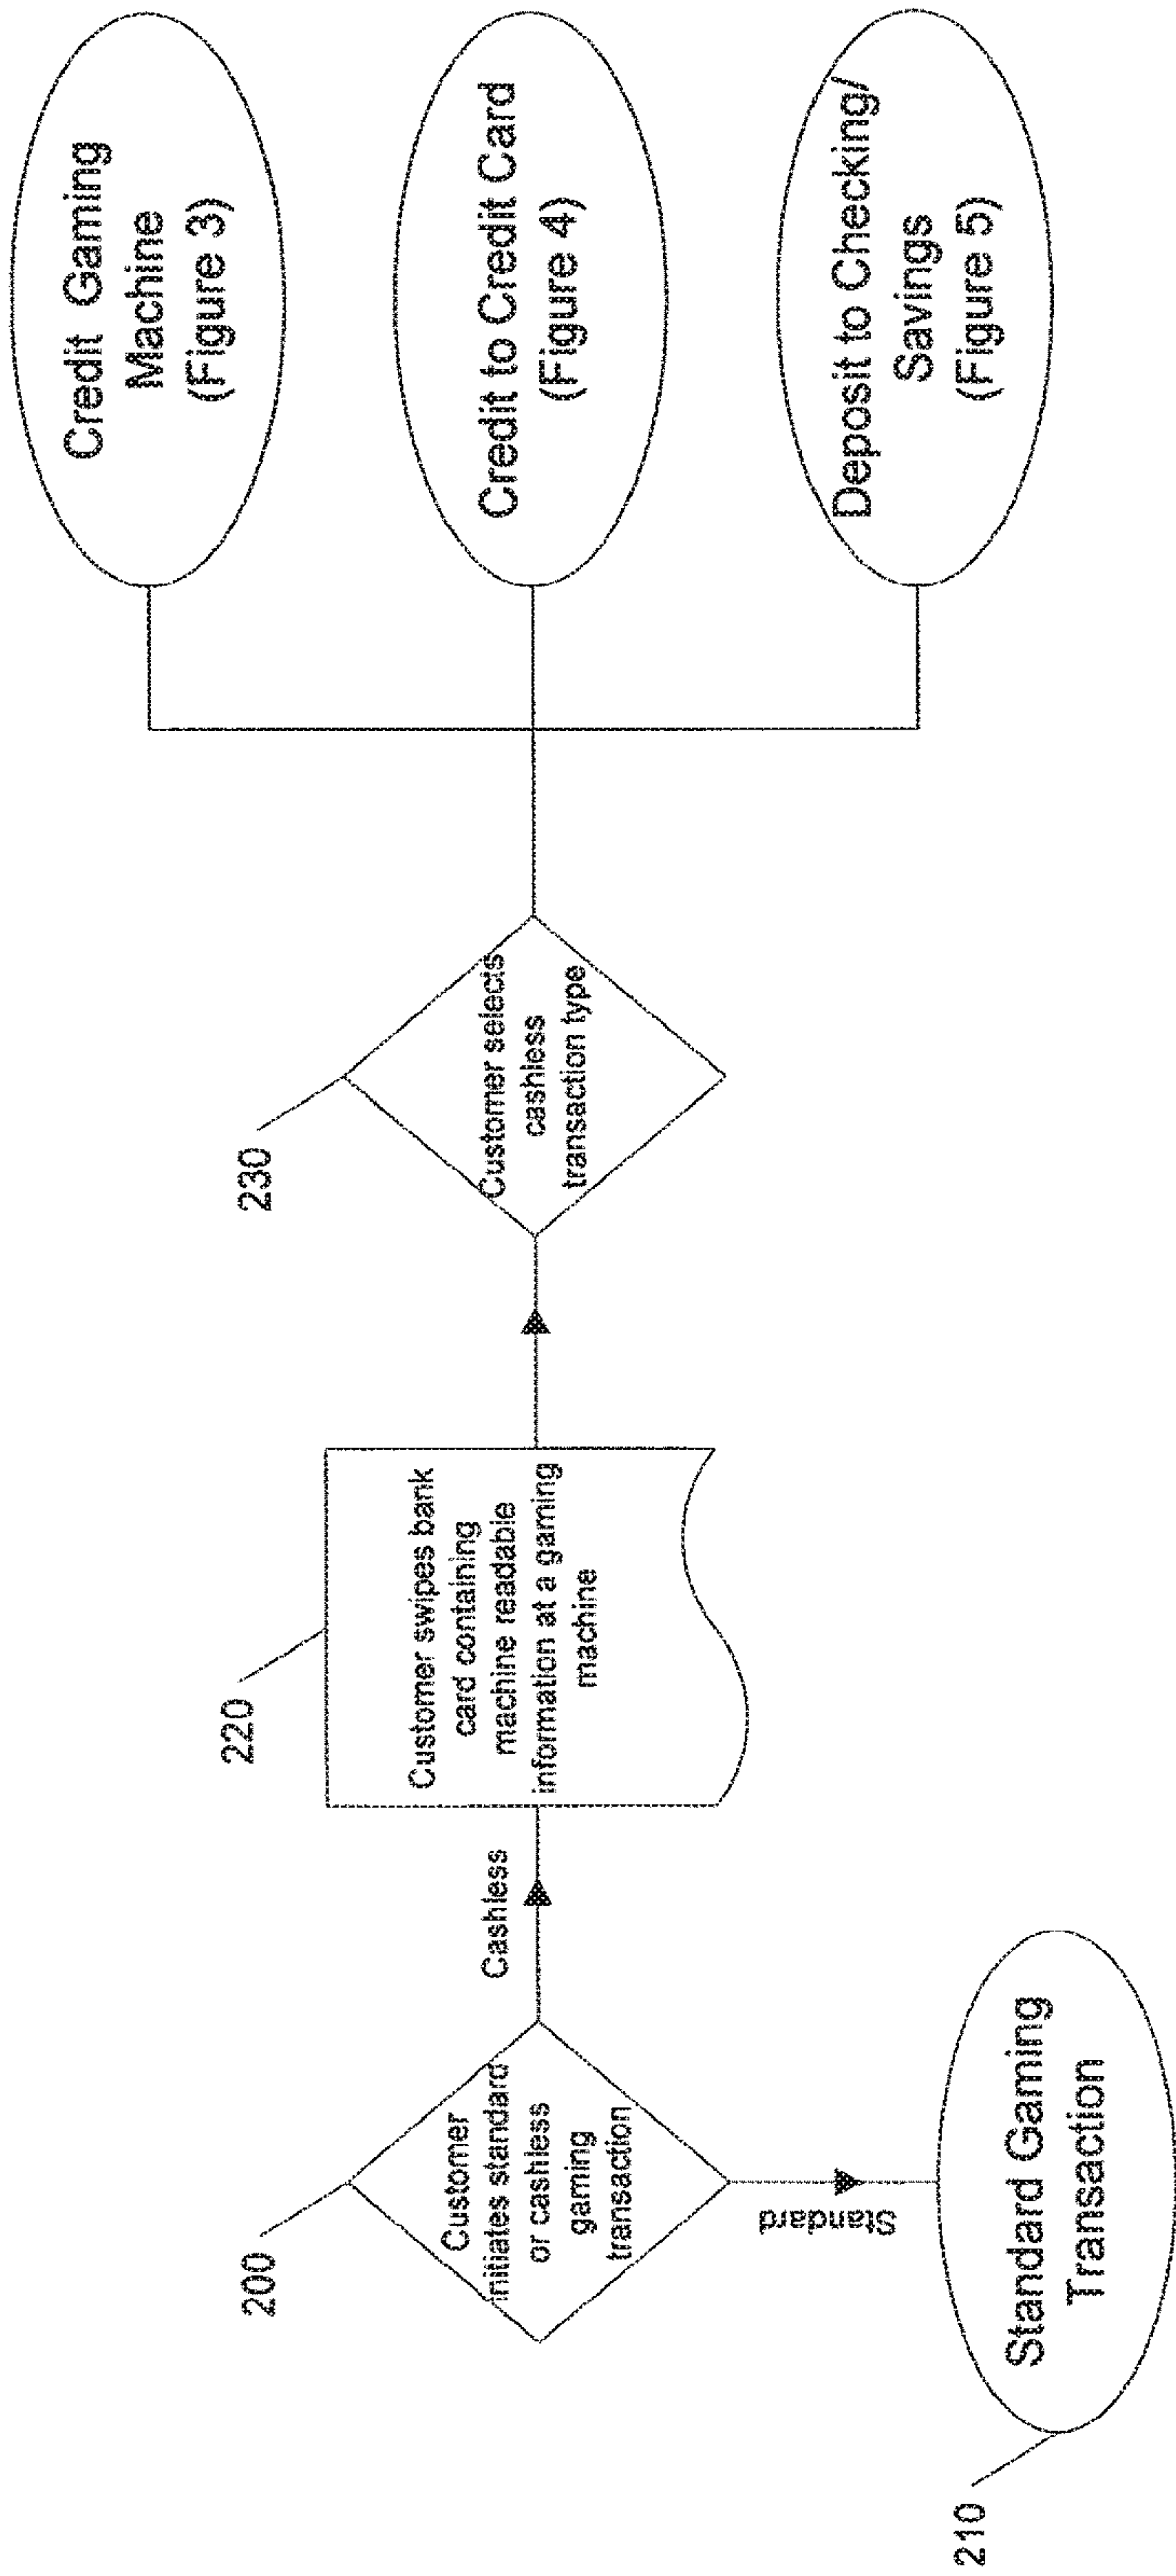 200
Customer
initiates standard
or cashless
gaming
transaction
Standard
210
Standard Gaming
Transaction
Cashless
220
Customer swipes bank
card containing
machine readable
information at a gaming
machine
230
Customer selects
cashless
transaction type
Credit Gaming
Machine
(Figure 3)
Credit to Credit Card
(Figure 4)
Deposit to Checking/
Savings
(Figure 5)